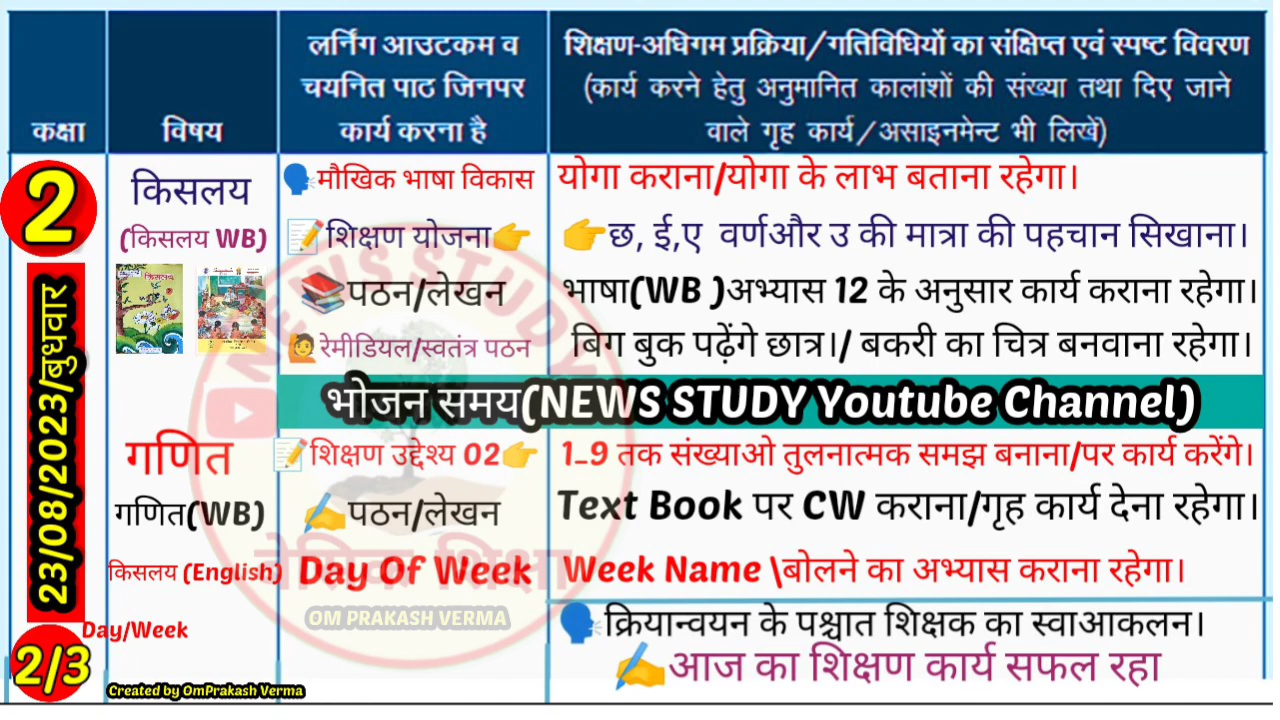 कक्षा
विषय
लर्निंग आउटकम व
चयनित पाठ जिनपर
कार्य करना है
शिक्षण-अधिगम प्रक्रिया/गतिविधियों का संक्षिप्त एवं स्पष्ट विवरण
(कार्य करने हेतु अनुमानित कालांशों की संख्या तथा दिए जाने
वाले गृह कार्य/असाइनमेन्ट भी लिखें)
2
23/08/2023/बुधवार
किसलय
(किसलय WB)
मौखिक भाषा विकास
योगा कराना/योगा के लाभ बताना रहेगा।
शिक्षण योजना
छ, ई,ए वर्णऔर उ की मात्रा की पहचान सिखाना।
पठन/लेखन
भाषा(WB )अभ्यास 12 के अनुसार कार्य कराना रहेगा।
रेमीडियल/स्वतंत्र पठन
बिग बुक पढ़ेंगे छात्र।/ बकरी का चित्र बनवाना रहेगा।
भोजन समय(NEWS STUDY Youtube Channel)
गणित
शिक्षण उद्देश्य 02
1-9 तक संख्याओ तुलनात्मक समझ बनाना/पर कार्य करेंगे।
गणित(WB)
पठन/लेखन
Text Book पर CW कराना/गृह कार्य देना रहेगा।
किसलय (English)
Day Of Week
Week Name \बोलने का अभ्यास कराना रहेगा।
Day/Week
2/3
क्रियान्वयन के पश्चात शिक्षक का स्वाआकलन।
आज का शिक्षण कार्य सफल रहा
Created by OmPrakash Verma
NEWS STUDY
बेसिक शिक्षा
OM PRAKASH VERMA
किसलय